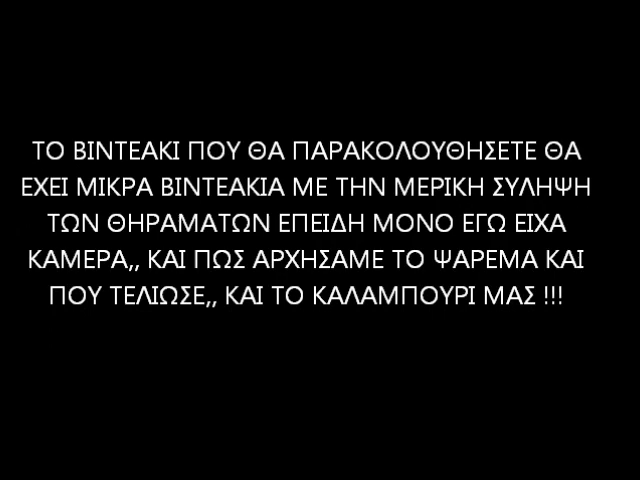 ΤΟ ΒΙΝΤΕΑΚΙ ΠΟΥ ΘΑ ΠΑΡΑΚΟΛΟΥΘΗΣΕΤΕ ΘΑ
ΕΧΕΙ ΜΙΚΡΑ ΒΙΝΤΕΑΚΙΑ ΜΕ ΤΗΝ ΜΕΡΙΚΗ ΣΥΛΗΨΗ
ΤΩΝ ΘΗΡΑΜΑΤΩΝ ΕΠΕΙΔΗ ΜΟΝΟ ΕΓΩ ΕΙΧΑ
ΚΑΜΕΡΑ,, ΚΑΙ ΠΩΣ ΑΡΧΗΣΑΜΕ ΤΟ ΨΑΡΕΜΑ ΚΑΙ
ΠΟΥ ΤΕΛΙΩΣΕ,, ΚΑΙ ΤΟ ΚΑΛΑΜΠΟΥΡΙ ΜΑΣ !!!